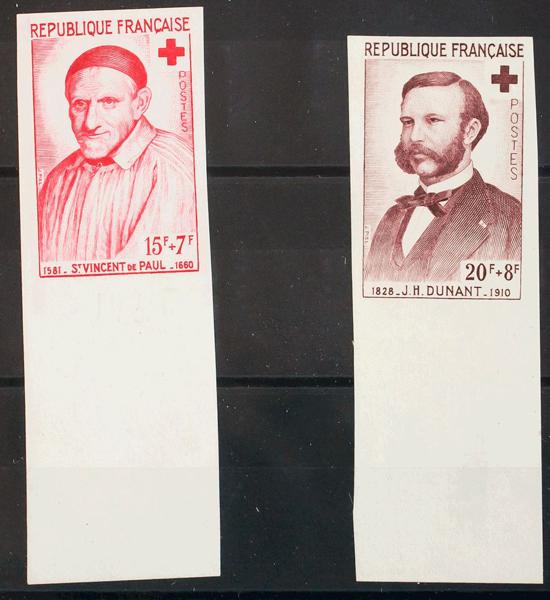 REPUBLIQUE FRANÇAISE
POSTES
15F+7F
1581 - ST VINCENT DE PAUL - 1660
REPUBLIQUE FRANÇAISE
POSTES
20F+8F
1828 - J.H. DUNANT - 1910